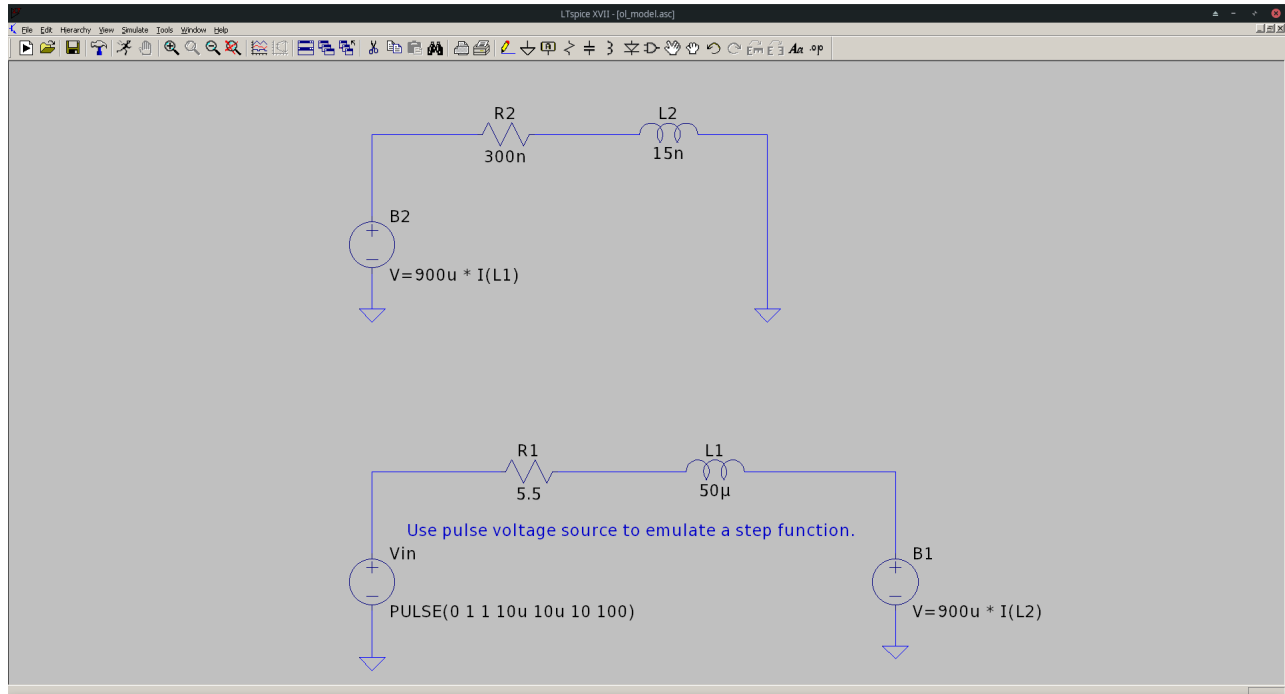 LTspice XVII - [ol_model.asc]
File Edit Hierarchy View Simulate Tools Window Help
Aa .op
R2
300n
L2
15n
B2
V=900u * I(L1)
R1
5.5
L1
50µ
Use pulse voltage source to emulate a step function.
Vin
PULSE(0 1 1 10u 10u 10 100)
B1
V=900u * I(L2)